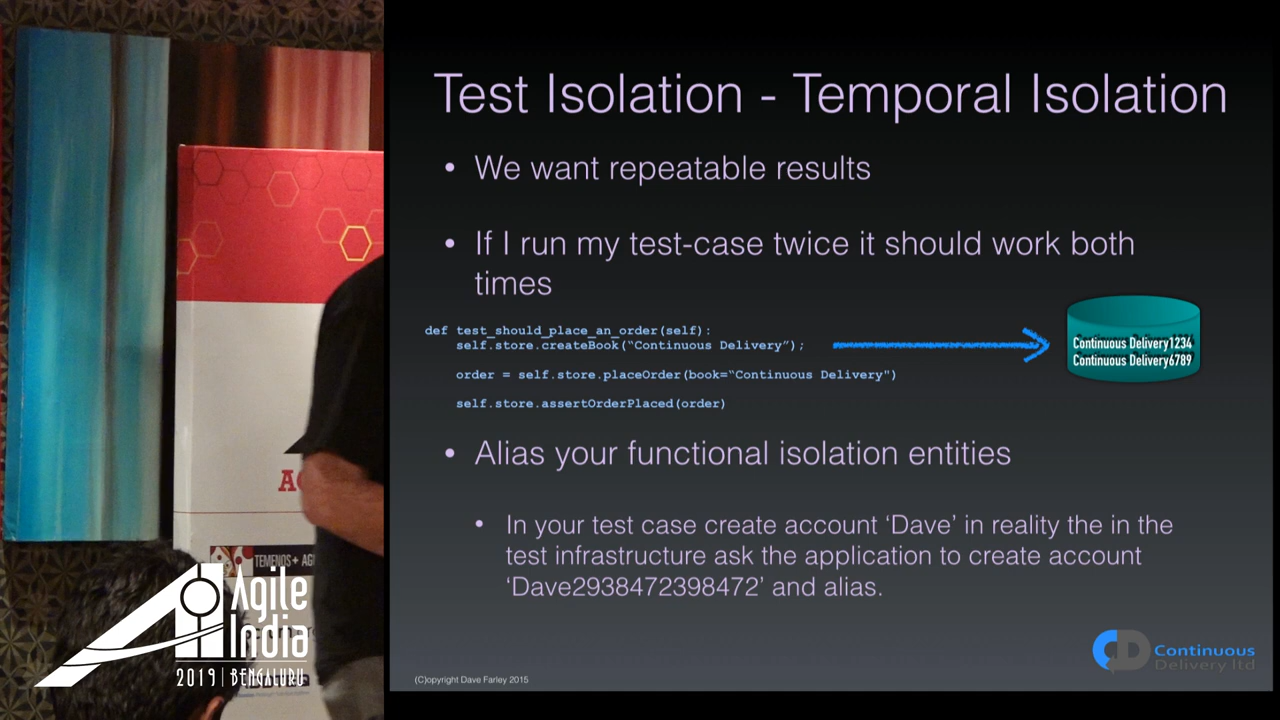 Test Isolation - Temporal Isolation
• We want repeatable results
• If I run my test-case twice it should work both
times
def test_should_place_an_order(self):
self.store.createBook(“Continuous Delivery”);
order = self.store.placeOrder(book=“Continuous Delivery")
self.store.assertOrderPlaced(order)
Continuous Delivery1234
Continuous Delivery6789
• Alias your functional isolation entities
• In your test case create account ‘Dave’ in reality the in the
test infrastructure ask the application to create account
‘Dave2938472398472’ and alias.
Continuous
Delivery ltd
(C)opyright Dave Farley 2015
TEMENOS+
Agile
India
2019 | BENGALURU